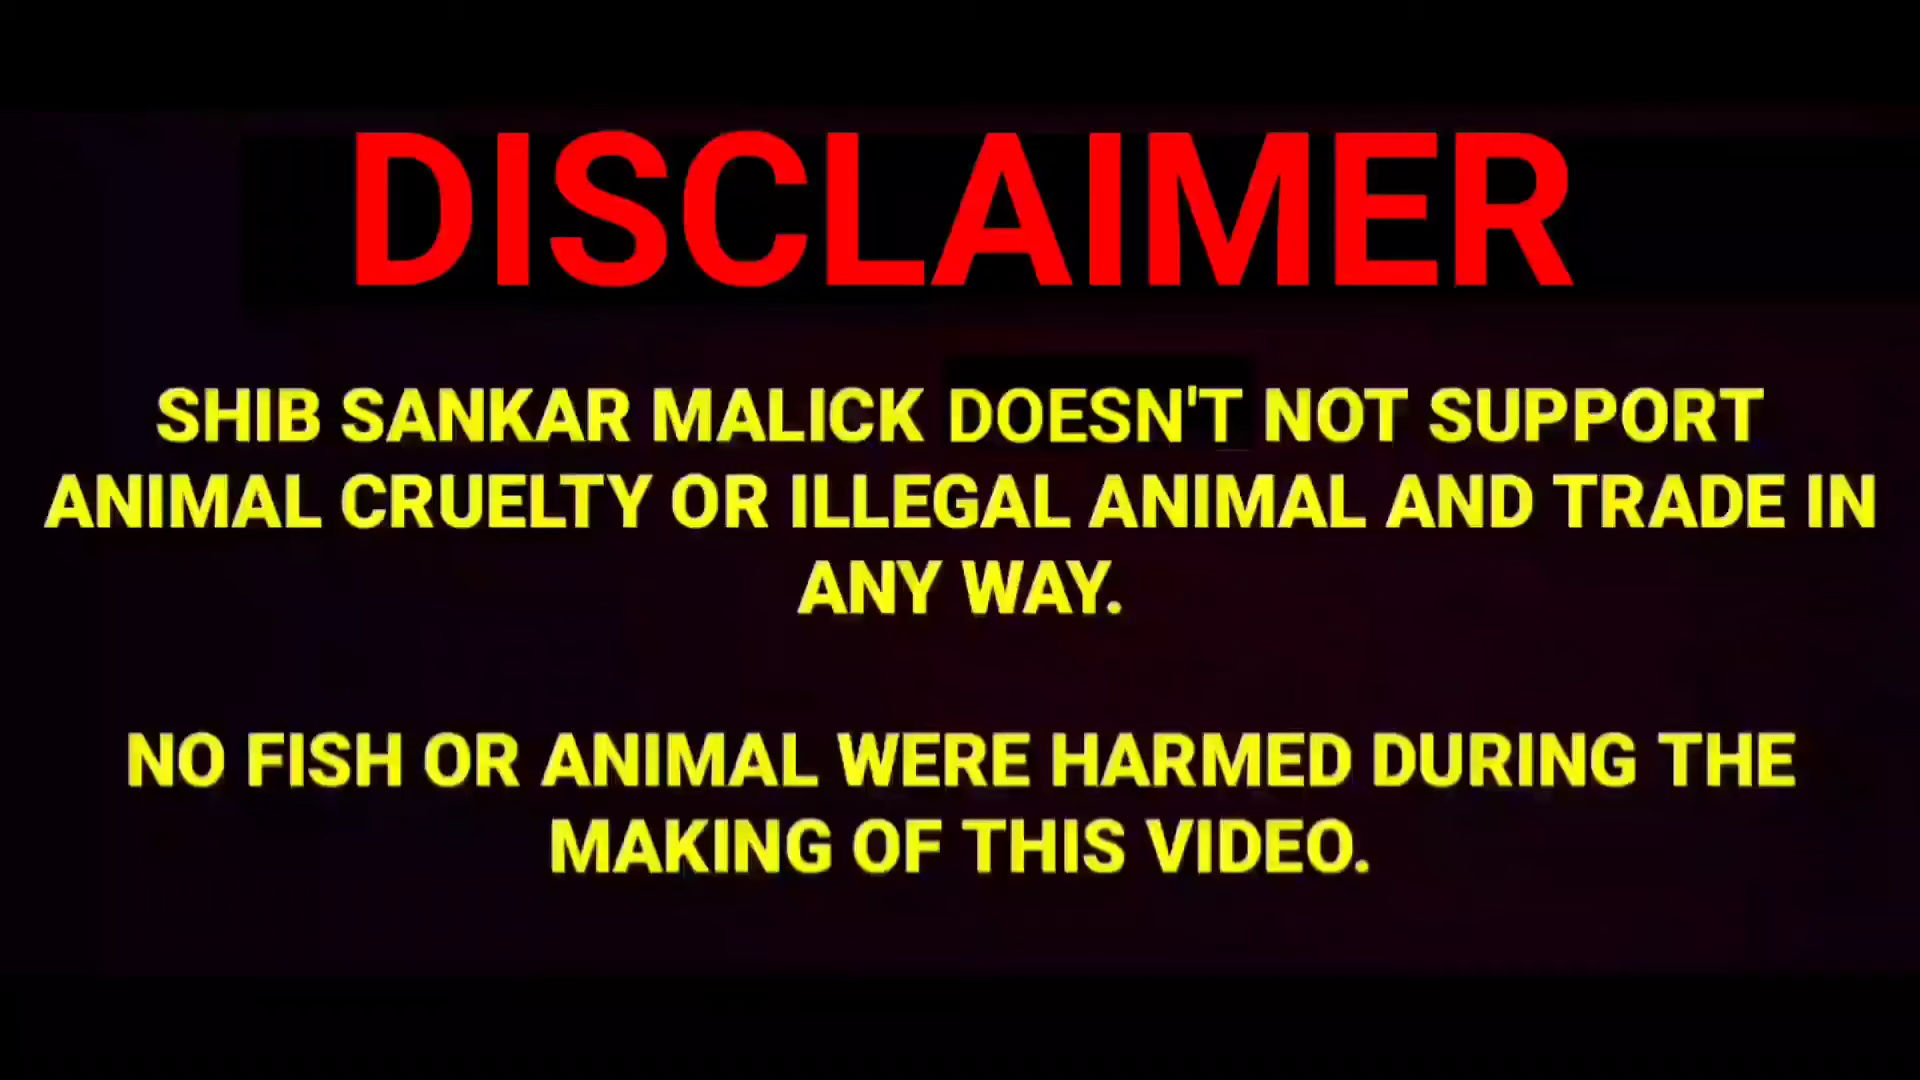 DISCLAIMER
SHIB SANKAR MALICK DOESN'T NOT SUPPORT
ANIMAL CRUELTY OR ILLEGAL ANIMAL AND TRADE IN
ANY WAY.
NO FISH OR ANIMAL WERE HARMED DURING THE
MAKING OF THIS VIDEO.